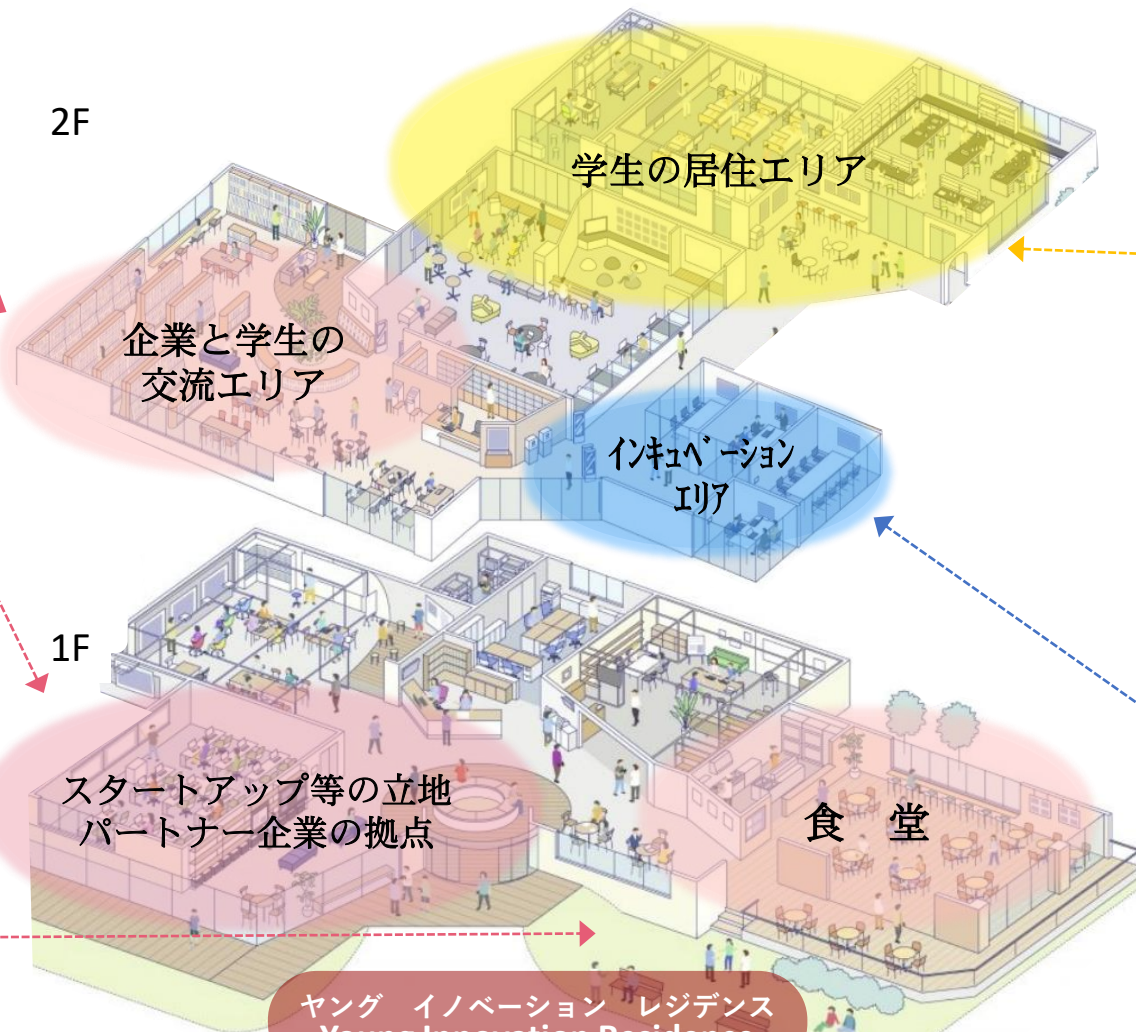 2F
学生の居住エリア
企業と学生の
交流エリア
インキュベーション
エリア
1F
スタートアップ等の立地
パートナー企業の拠点
食　堂
ヤング　イノベーション　レジデンス
Young Innovation Residence